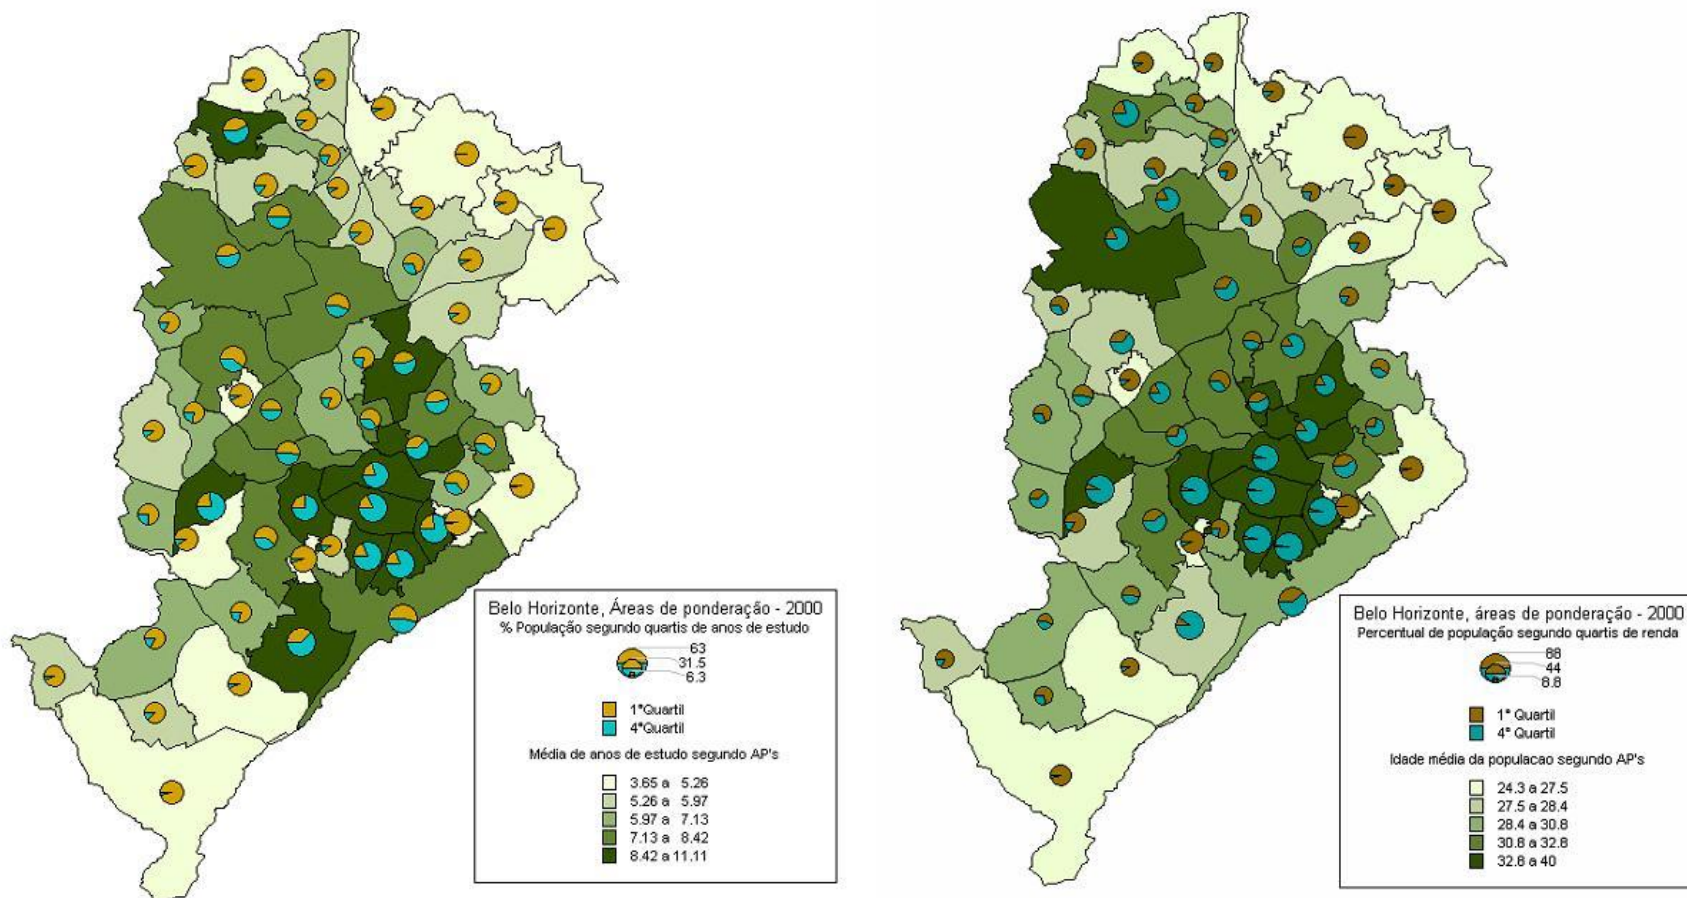 Belo Horizonte, Áreas de ponderação - 2000
% População segundo quartis de anos de estudo
63
31.5
6.3
1°Quartil
4°Quartil
Média de anos de estudo segundo AP's
3.65 a 5.26
5.26 a 5.97
5.97 a 7.13
7.13 a 8.42
8.42 a 11.11
Belo Horizonte, áreas de ponderação - 2000
Percentual de população segundo quartis de renda
88
44
8.8
1° Quartil
4° Quartil
Idade média da populacao segundo AP's
24.3 a 27.5
27.5 a 28.4
28.4 a 30.8
30.8 a 32.8
32.8 a 40